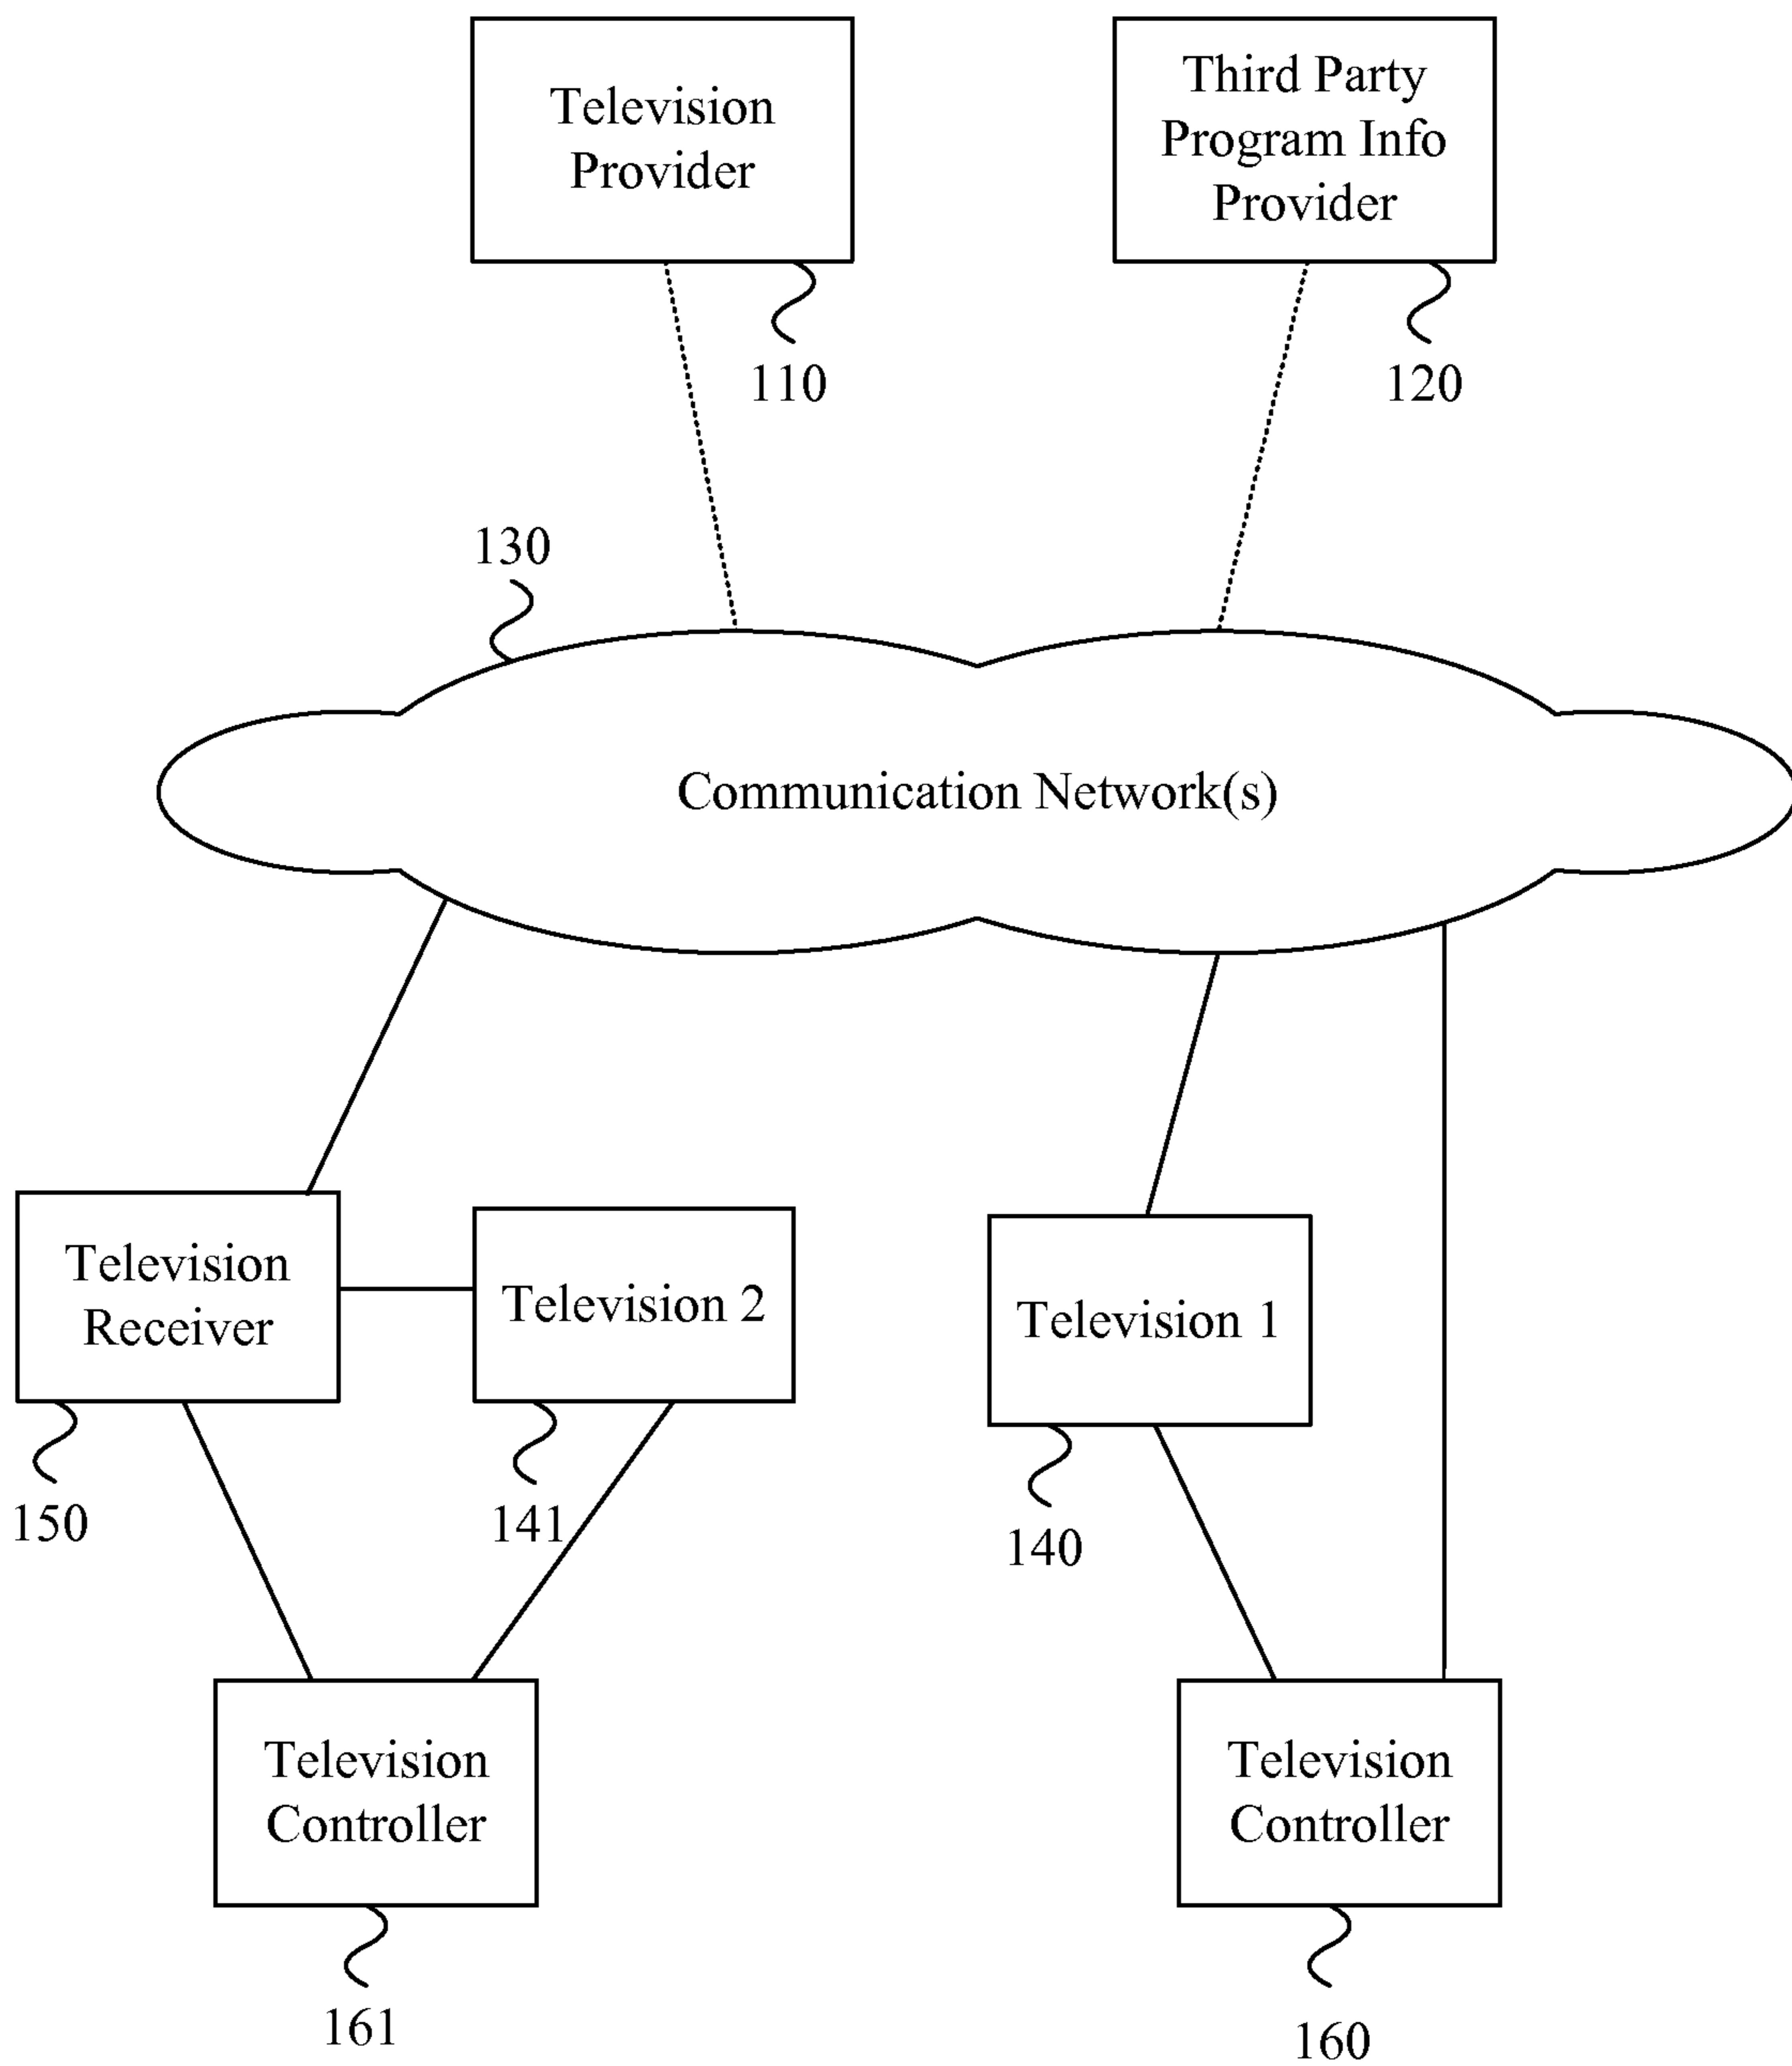 Television
Provider
110
Third Party
Program Info
Provider
120
130
Communication Network(s)
Television
Receiver
150
Television 2
141
Television 1
140
Television
Controller
161
Television
Controller
160